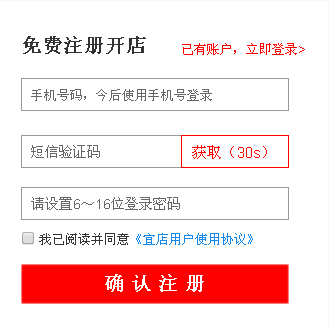 免费注册开店
已有账户，立即登录>
手机号码，今后使用手机号登录
短信验证码
获取（30s）
请设置6～16位登录密码
我已阅读并同意《宜店用户使用协议》
确认注册